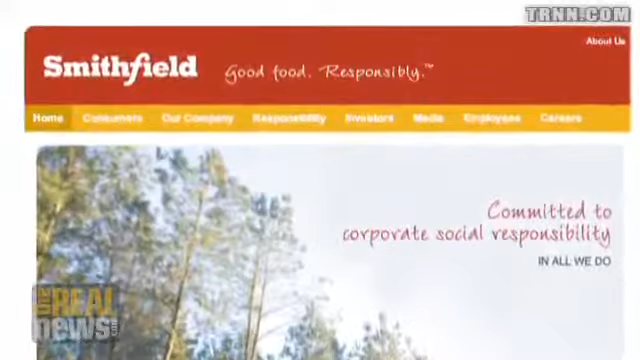 TRNN.COM
About Us
Smithfield Good food. Responsibly.™
Home Consumers Our Company Responsibility Investors Media Employees Careers
Committed to
corporate social responsibility
IN ALL WE DO
the REAL
news.com